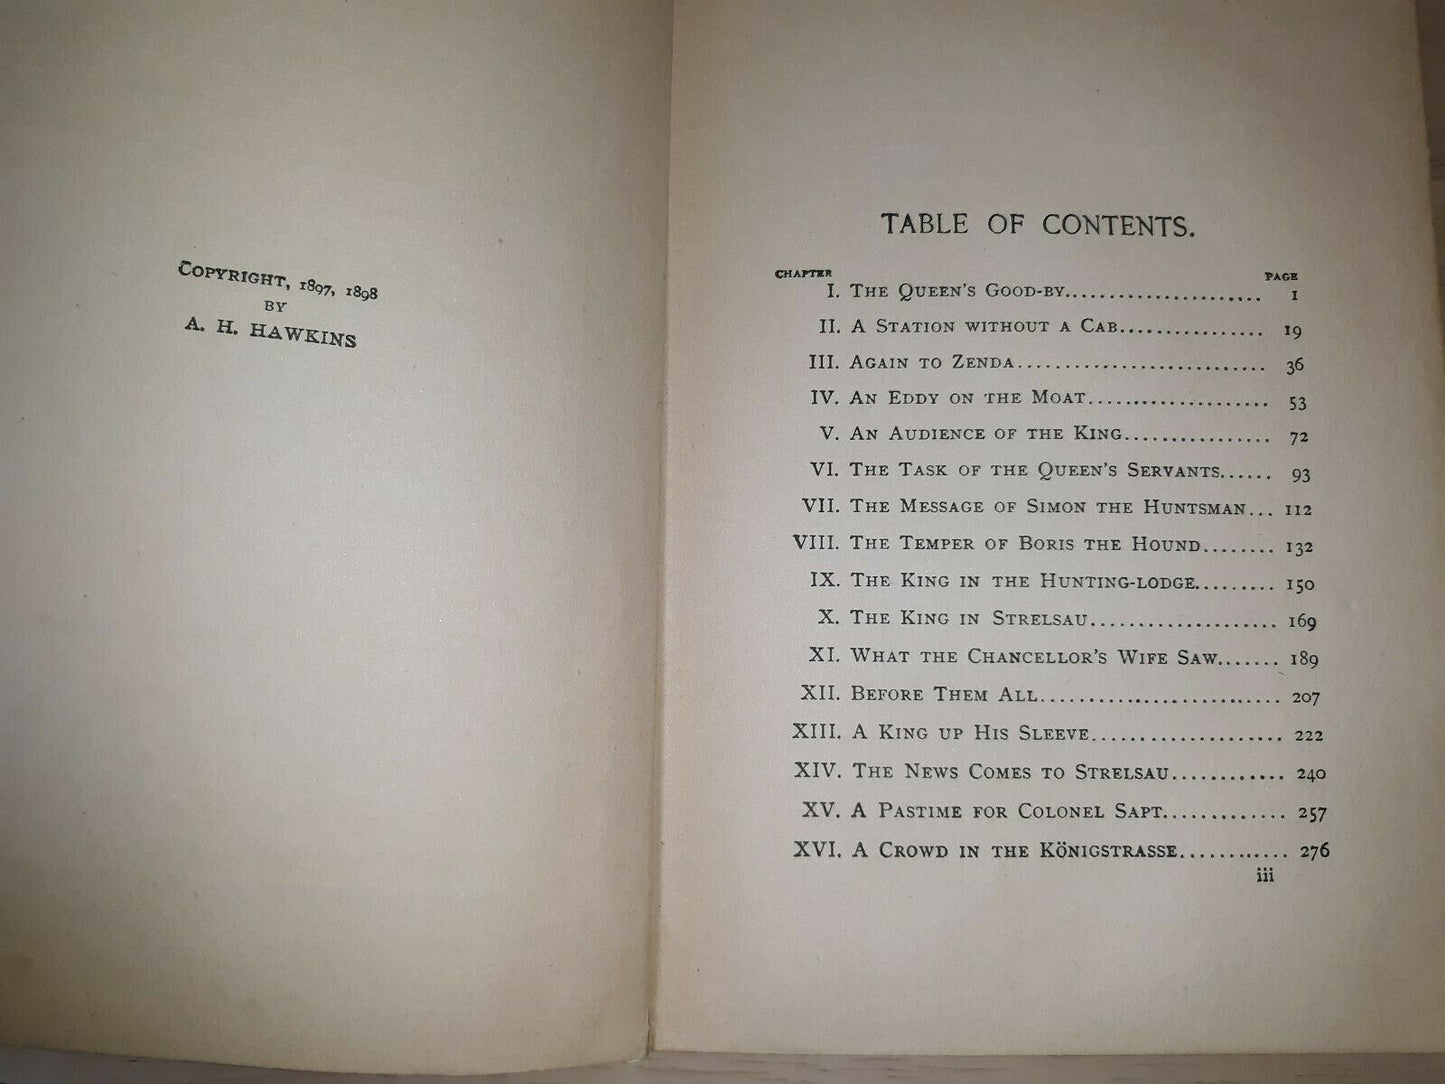 COPYRIGHT, 1897, 1898
BY
A. H. HAWKINS
TABLE OF CONTENTS.
CHAPTER PAGE
I. THE QUEEN'S GOOD-BY....................... 1
II. A STATION WITHOUT A CAB................ 19
III. AGAIN TO ZENDA.......................... 36
IV. AN EDDY ON THE MOAT.................... 53
V. AN AUDIENCE OF THE KING................ 72
VI. THE TASK OF THE QUEEN'S SERVANTS...... 93
VII. THE MESSAGE OF SIMON THE HUNTSMAN... 112
VIII. THE TEMPER OF BORIS THE HOUND........ 132
IX. THE KING IN THE HUNTING-LODGE......... 150
X. THE KING IN STRELSAU.................... 169
XI. WHAT THE CHANCELLOR'S WIFE SAW....... 189
XII. BEFORE THEM ALL......................... 207
XIII. A KING UP HIS SLEEVE.................... 222
XIV. THE NEWS COMES TO STRELSAU............ 240
XV. A PASTIME FOR COLONEL SAPT............. 257
XVI. A CROWD IN THE KÖNIGSTRASSE............ 276
iii